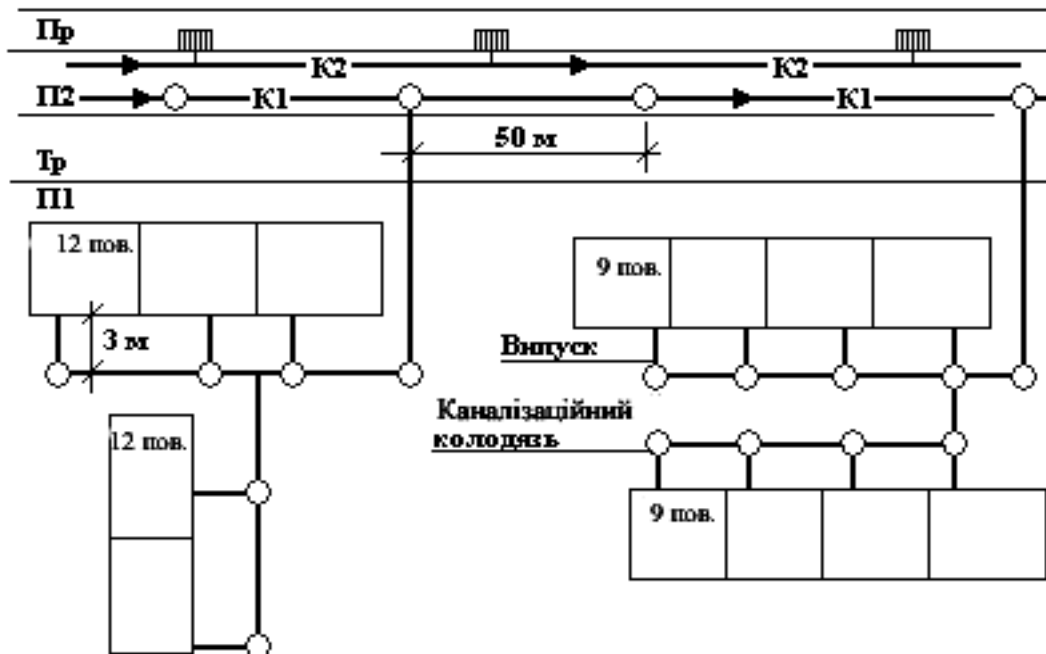 Пр
К2
К2
П2
К1
К1
50 м
Тр
П1
12 пов.
9 пов.
3 м
Випуск
Каналізаційний
колодязь
12 пов.
9 пов.